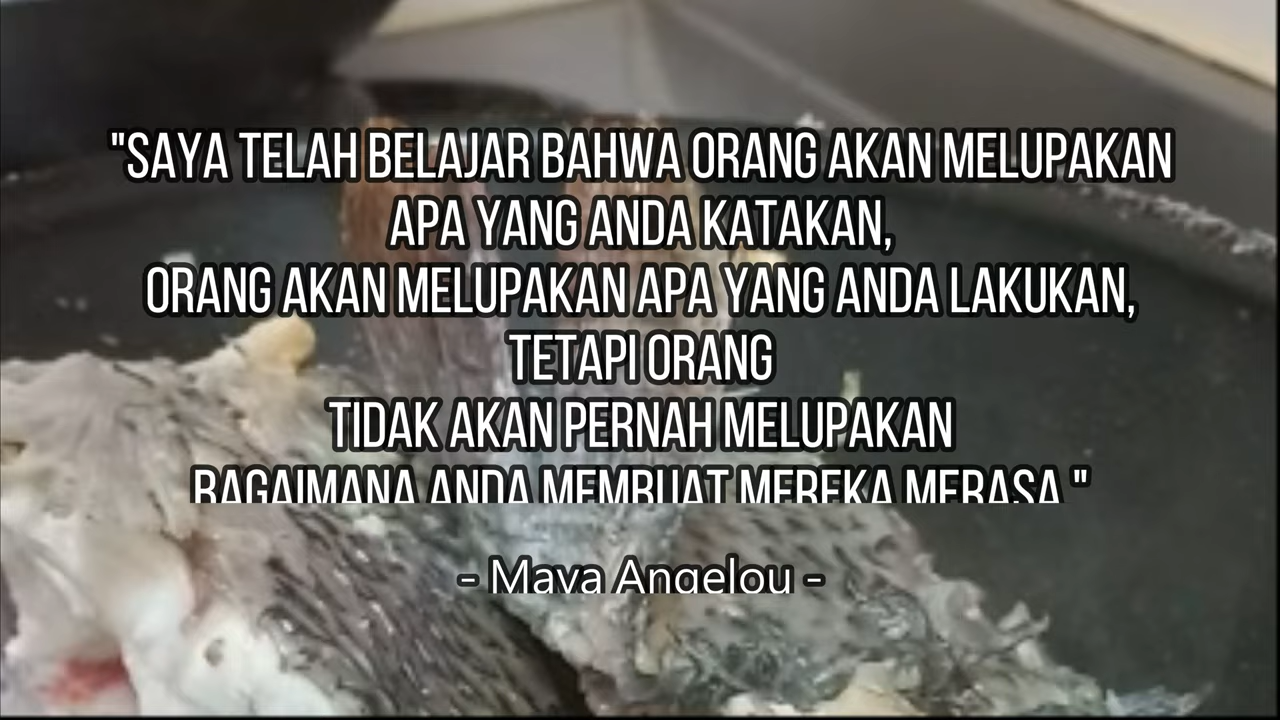 "SAYA TELAH BELAJAR BAHWA ORANG AKAN MELUPAKAN
APA YANG ANDA KATAKAN,
ORANG AKAN MELUPAKAN APA YANG ANDA LAKUKAN,
TETAPI ORANG
TIDAK AKAN PERNAH MELUPAKAN
BAGAIMANA ANDA MEMBUAT MEREKA MERASA."
- Maya Angelou -